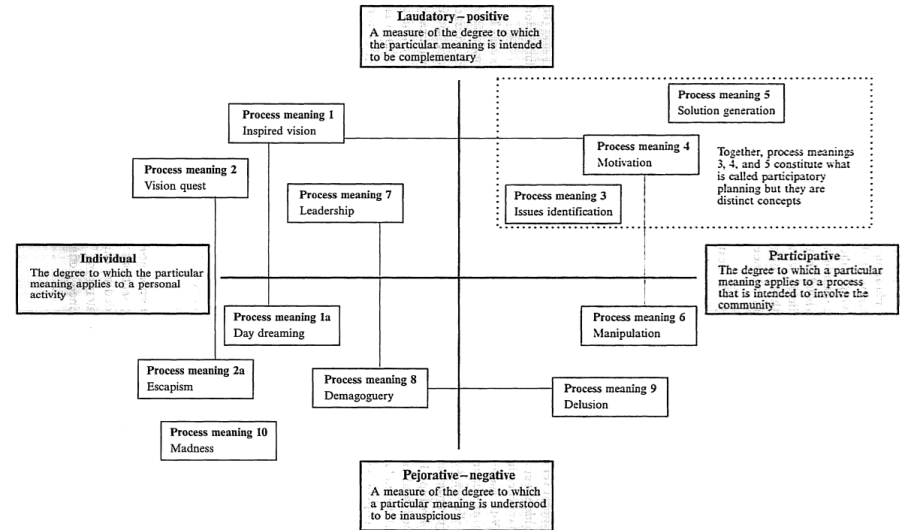 Laudatory–positive
A measure of the degree to which
the particular meaning is intended
to be complementary
Process meaning 5
Solution generation
Process meaning 1
Inspired vision
Process meaning 4
Motivation
Together, process meanings
3, 4, and 5 constitute what
is called participatory
planning but they are
distinct concepts
Process meaning 2
Vision quest
Process meaning 7
Leadership
Process meaning 3
Issues identification
Individual
The degree to which the particular
meaning applies to a personal
activity
Participative
The degree to which a particular
meaning applies to a process
that is intended to involve the
community
Process meaning 1a
Day dreaming
Process meaning 6
Manipulation
Process meaning 2a
Escapism
Process meaning 8
Demagoguery
Process meaning 9
Delusion
Process meaning 10
Madness
Pejorative–negative
A measure of the degree to which
a particular meaning is understood
to be inauspicious